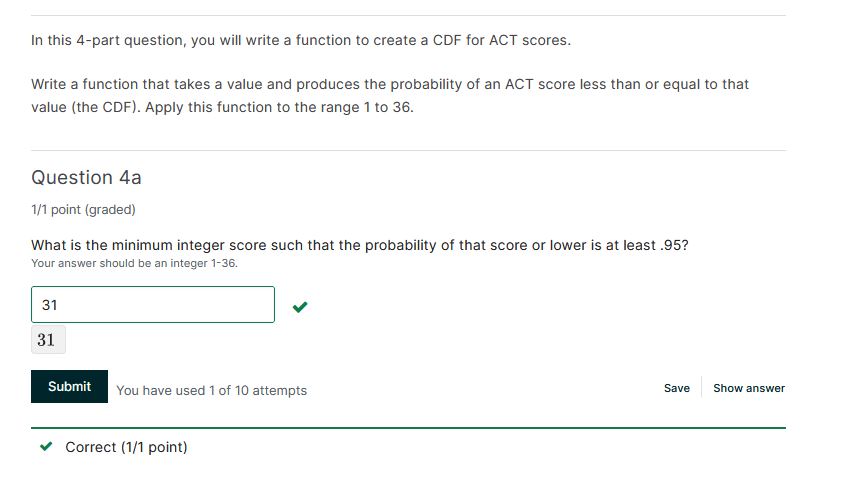 In this 4-part question, you will write a function to create a CDF for ACT scores.
Write a function that takes a value and produces the probability of an ACT score less than or equal to that
value (the CDF). Apply this function to the range 1 to 36.
Question 4a
1/1 point (graded)
What is the minimum integer score such that the probability of that score or lower is at least .95?
Your answer should be an integer 1-36.
31
31
Submit You have used 1 of 10 attempts Save Show answer
Correct (1/1 point)